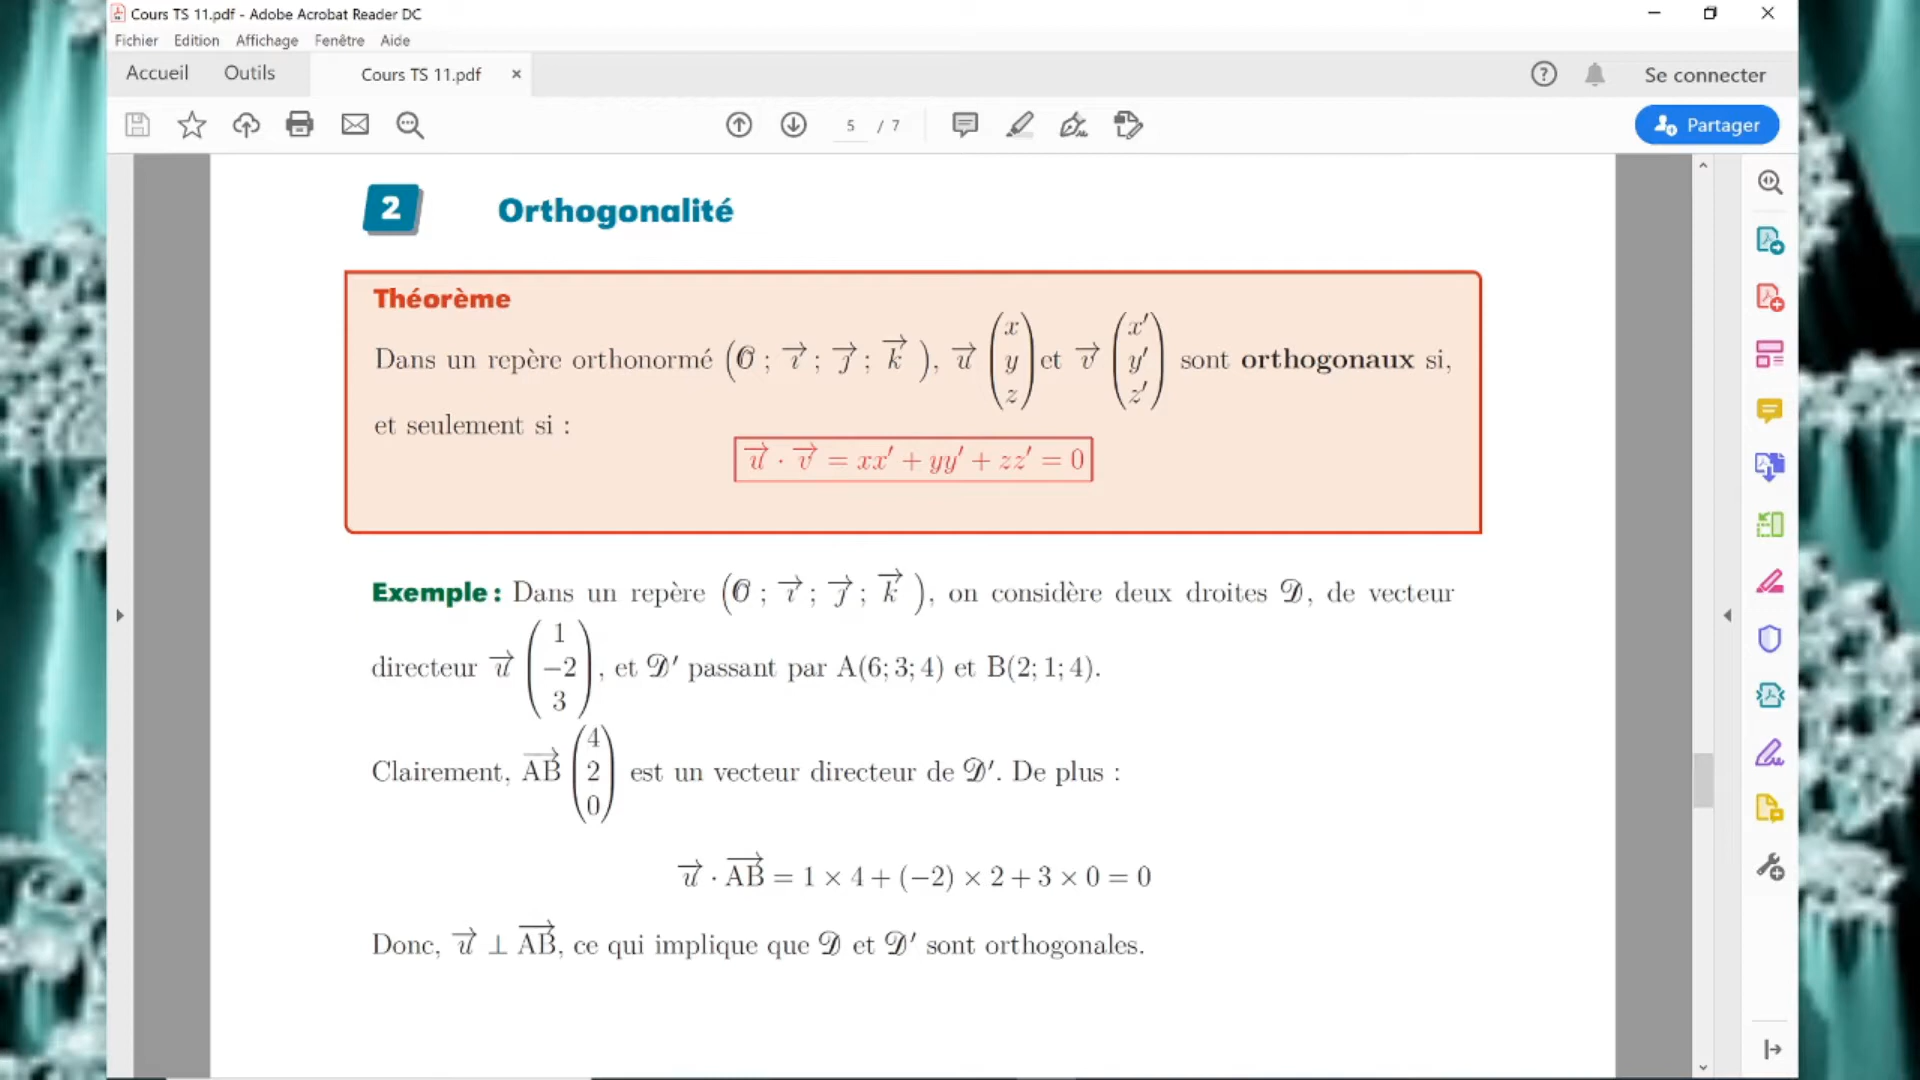 Cours TS 11.pdf - Adobe Acrobat Reader DC
Fichier Edition Affichage Fenêtre Aide
Accueil Outils Cours TS 11.pdf × Se connecter
5 / 7 Partager
2 Orthogonalité
Théorème
Dans un repère orthonormé (𝒪 ; ı⃗ ; ȷ⃗ ; k⃗ ), u⃗ (x y z) et v⃗ (x′ y′ z′) sont orthogonaux si,
et seulement si :
u⃗ · v⃗ = xx′ + yy′ + zz′ = 0
Exemple : Dans un repère (𝒪 ; ı⃗ ; ȷ⃗ ; k⃗ ), on considère deux droites 𝒟, de vecteur
directeur u⃗ (1 −2 3), et 𝒟′ passant par A(6; 3; 4) et B(2; 1; 4).
Clairement, AB⃗ (4 2 0) est un vecteur directeur de 𝒟′. De plus :
u⃗ · AB⃗ = 1 × 4 + (−2) × 2 + 3 × 0 = 0
Donc, u⃗ ⊥ AB⃗, ce qui implique que 𝒟 et 𝒟′ sont orthogonales.